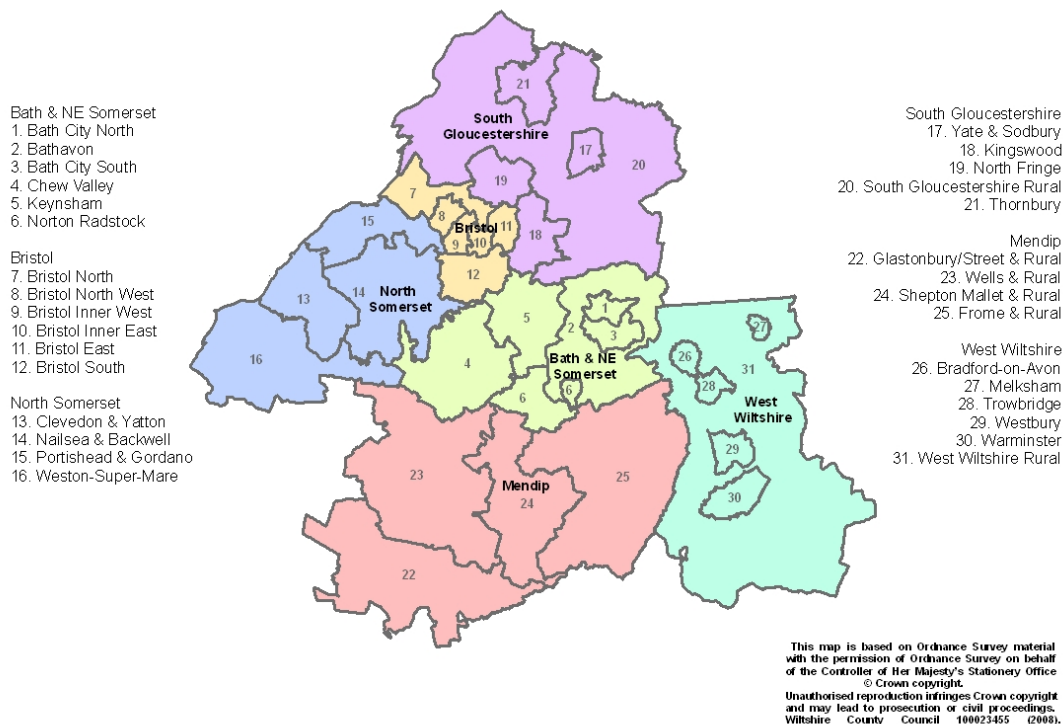 Bath & NE Somerset
1. Bath City North
2. Bathavon
3. Bath City South
4. Chew Valley
5. Keynsham
6. Norton Radstock
Bristol
7. Bristol North
8. Bristol North West
9. Bristol Inner West
10. Bristol Inner East
11. Bristol East
12. Bristol South
North Somerset
13. Clevedon & Yatton
14. Nailsea & Backwell
15. Portishead & Gordano
16. Weston-Super-Mare
21
South
Gloucestershire
17
20
19
7
8
Bristol
11
9
10
18
15
12
13
14
North
Somerset
16
1
5
2
3
4
Bath & NE
Somerset
6
6
27
26
28
31
West
Wiltshire
29
30
23
Mendip
24
25
22
South Gloucestershire
17. Yate & Sodbury
18. Kingswood
19. North Fringe
20. South Gloucestershire Rural
21. Thornbury
Mendip
22. Glastonbury/Street & Rural
23. Wells & Rural
24. Shepton Mallet & Rural
25. Frome & Rural
West Wiltshire
26. Bradford-on-Avon
27. Melksham
28. Trowbridge
29. Westbury
30. Warminster
31. West Wiltshire Rural
This map is based on Ordnance Survey material
with the permission of Ordnance Survey on behalf
of the Controller of Her Majesty's Stationery Office
© Crown copyright.
Unauthorised reproduction infringes Crown copyright
and may lead to prosecution or civil proceedings.
Wiltshire County Council 100023455 (2008).